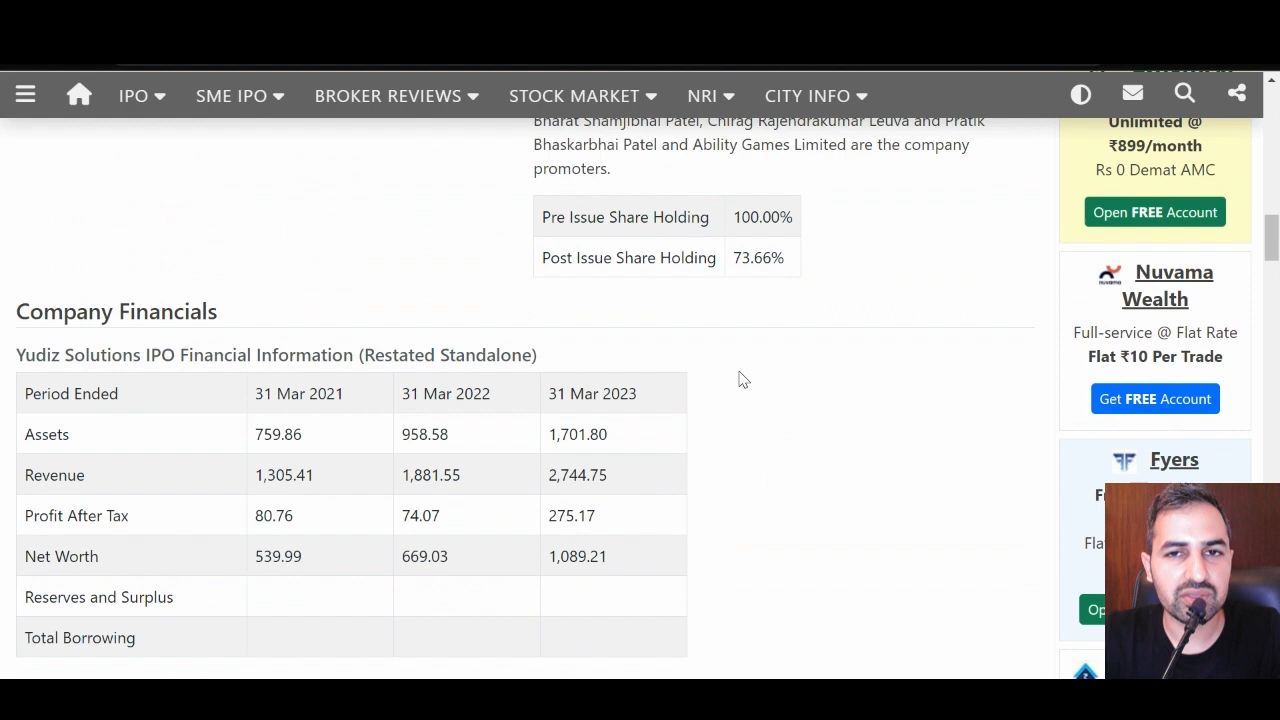 IPO SME IPO BROKER REVIEWS STOCK MARKET NRI CITY INFO
Bharat Shamjibhai Patel, Chirag Rajendrakumar Leuva and Pratik
Bhaskarbhai Patel and Ability Games Limited are the company
promoters.
Pre Issue Share Holding 100.00%
Post Issue Share Holding 73.66%
Company Financials
Yudiz Solutions IPO Financial Information (Restated Standalone)
Period Ended 31 Mar 2021 31 Mar 2022 31 Mar 2023
Assets 759.86 958.58 1,701.80
Revenue 1,305.41 1,881.55 2,744.75
Profit After Tax 80.76 74.07 275.17
Net Worth 539.99 669.03 1,089.21
Reserves and Surplus
Total Borrowing
Unlimited @
₹899/month
Rs 0 Demat AMC
Open FREE Account
Nuvama
Wealth
Full-service @ Flat Rate
Flat ₹10 Per Trade
Get FREE Account
Fyers